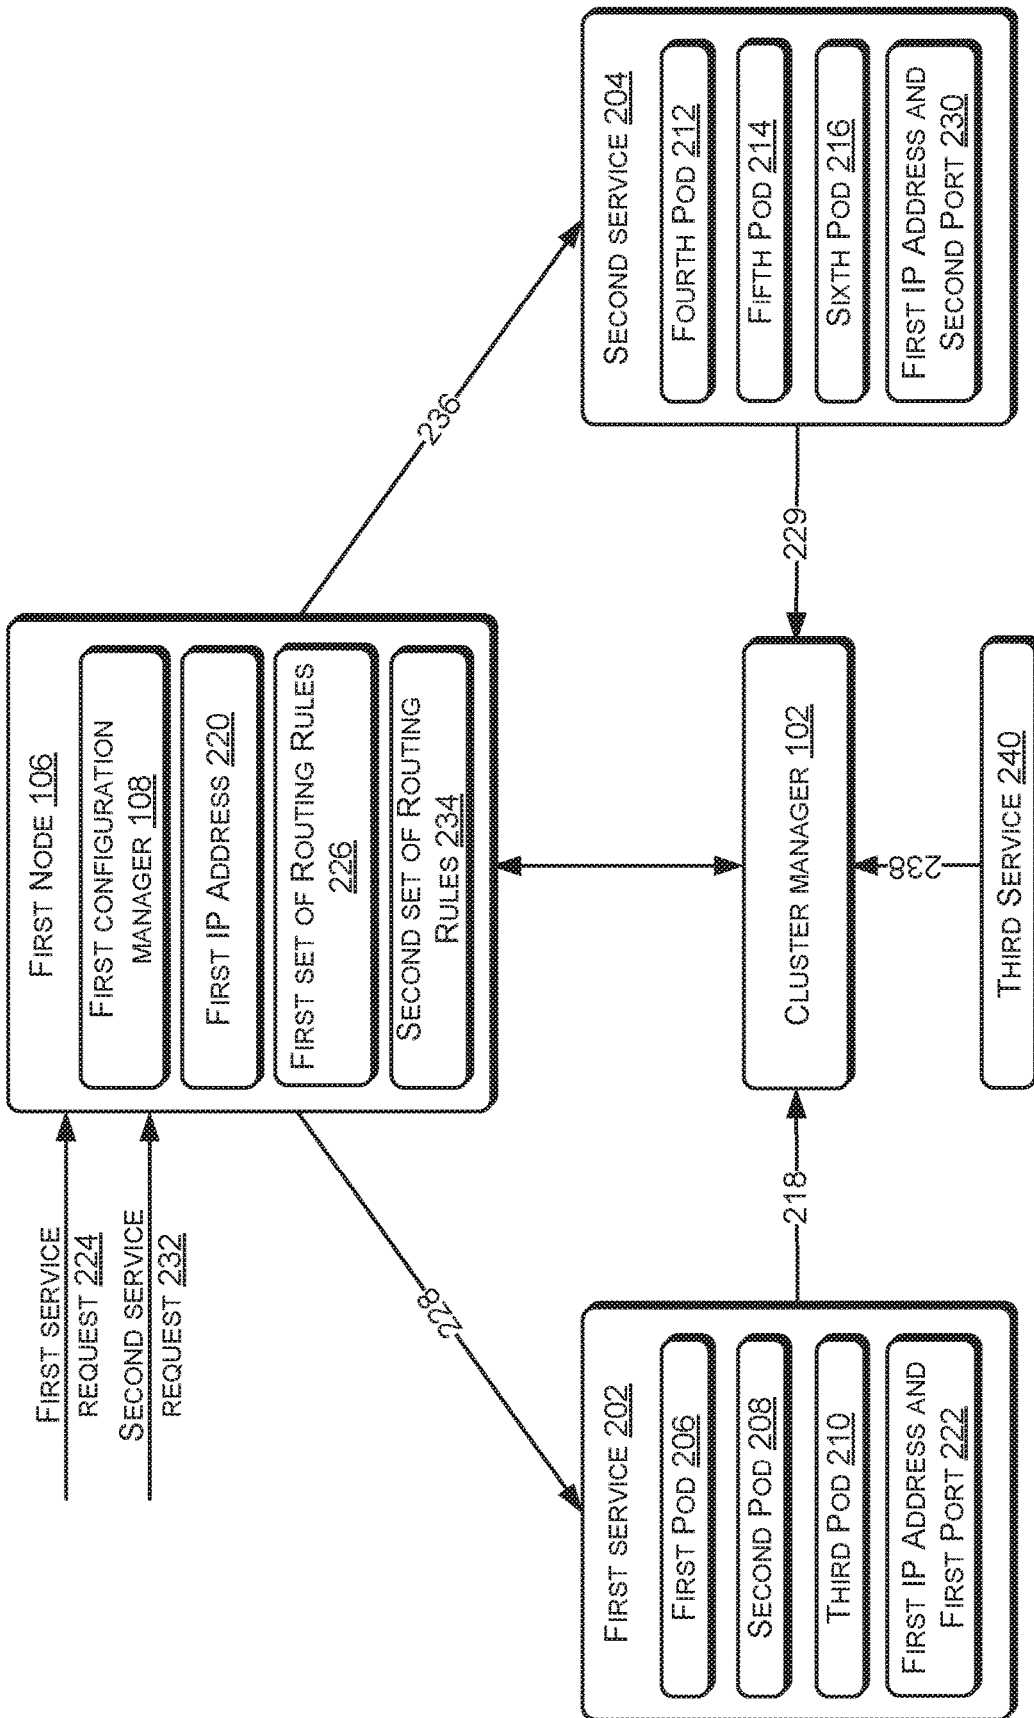 FIRST SERVICE
REQUEST 224
SECOND SERVICE
REQUEST 232
FIRST NODE 106
FIRST CONFIGURATION
MANAGER 108
FIRST IP ADDRESS 220
FIRST SET OF ROUTING RULES
226
SECOND SET OF ROUTING
RULES 234
228
236
FIRST SERVICE 202
FIRST POD 206
SECOND POD 208
THIRD POD 210
FIRST IP ADDRESS AND
FIRST PORT 222
218
CLUSTER MANAGER 102
229
SECOND SERVICE 204
FOURTH POD 212
FIFTH POD 214
SIXTH POD 216
FIRST IP ADDRESS AND
SECOND PORT 230
238
THIRD SERVICE 240